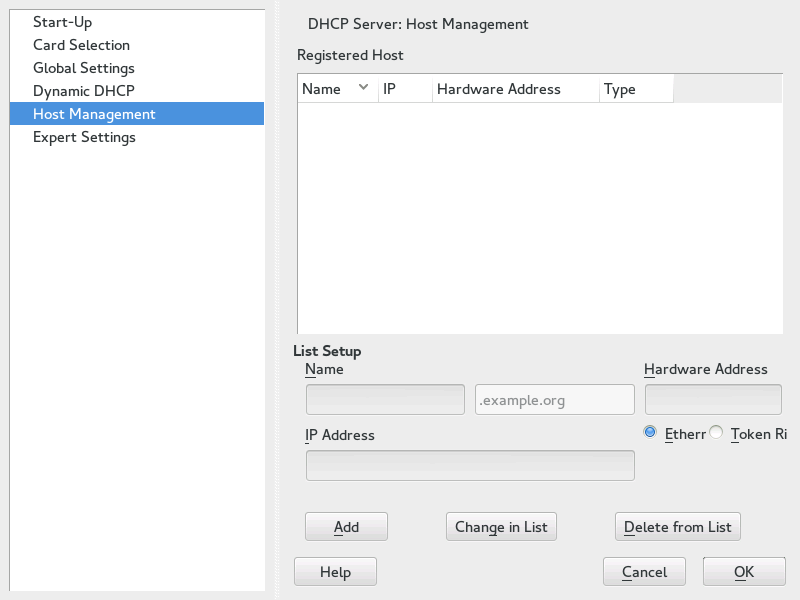 Start-Up
Card Selection
Global Settings
Dynamic DHCP
Host Management
Expert Settings
DHCP Server: Host Management
Registered Host
Name IP Hardware Address Type
List Setup
Name Hardware Address
.example.org
IP Address Etherr Token Ri
Add Change in List Delete from List
Help Cancel OK